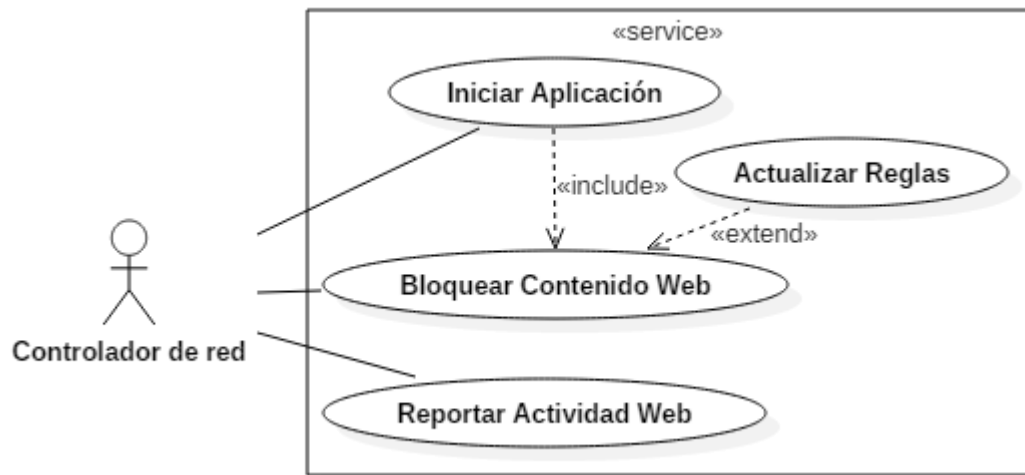 «service»
Iniciar Aplicación
Actualizar Reglas
«include»
«extend»
Bloquear Contenido Web
Controlador de red
Reportar Actividad Web